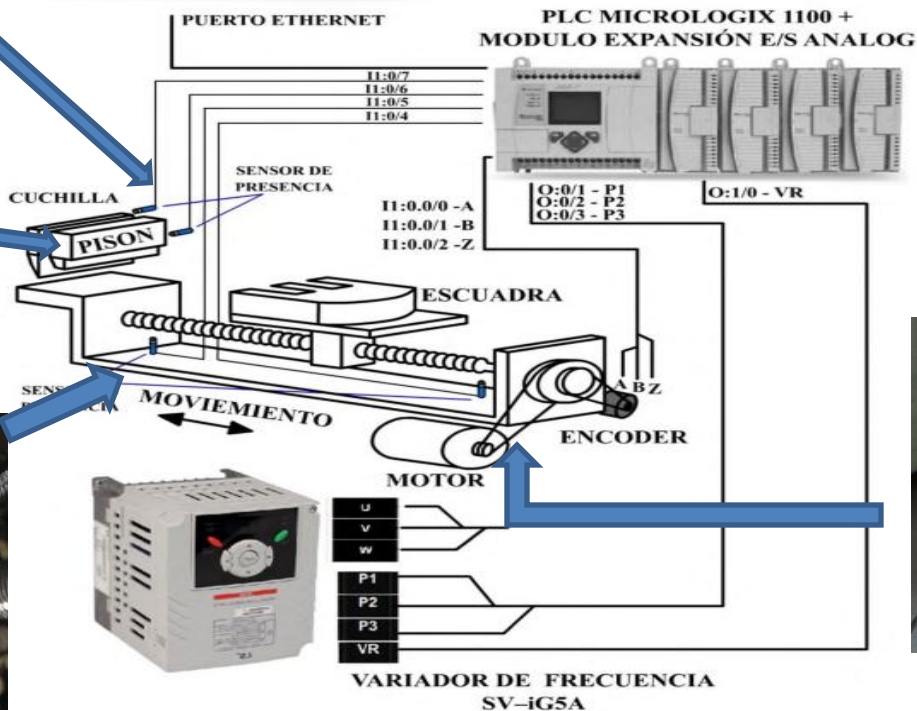 PUERTO ETHERNET
PLC MICROLOGIX 1100 +
MODULO EXPANSIÓN E/S ANALOG
I1:0/7
I1:0/6
I1:0/5
I1:0/4
SENSOR DE
PRESENCIA
CUCHILLA
PISON
I1:0.0/0 -A
I1:0.0/1 -B
I1:0.0/2 -Z
O:0/1 - P1
O:0/2 - P2
O:0/3 - P3
O:1/0 - VR
ESCUADRA
A B Z
MOVIEMIENTO
ENCODER
MOTOR
U
V
W
P1
P2
P3
VR
VARIADOR DE FRECUENCIA
SV-iG5A